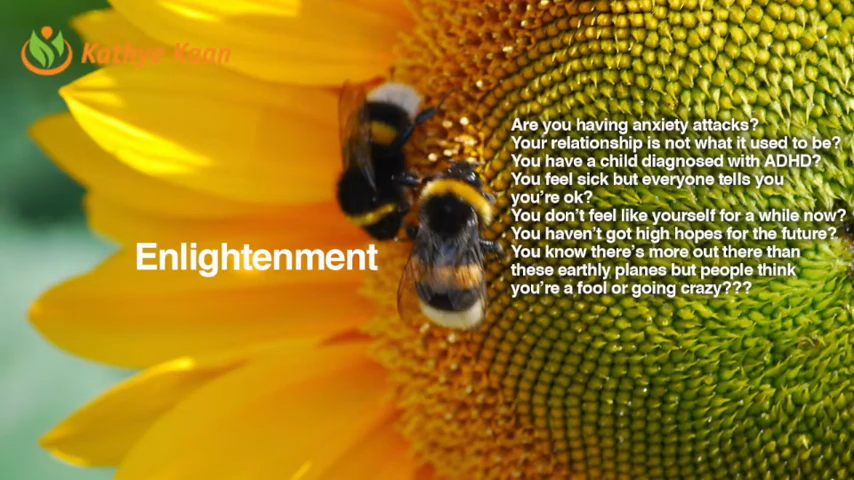 Kathye Kaan
Enlightenment
Are you having anxiety attacks?
Your relationship is not what it used to be?
You have a child diagnosed with ADHD?
You feel sick but everyone tells you
you're ok?
You don't feel like yourself for a while now?
You haven't got high hopes for the future?
You know there's more out there than
these earthly planes but people think
you're a fool or going crazy???